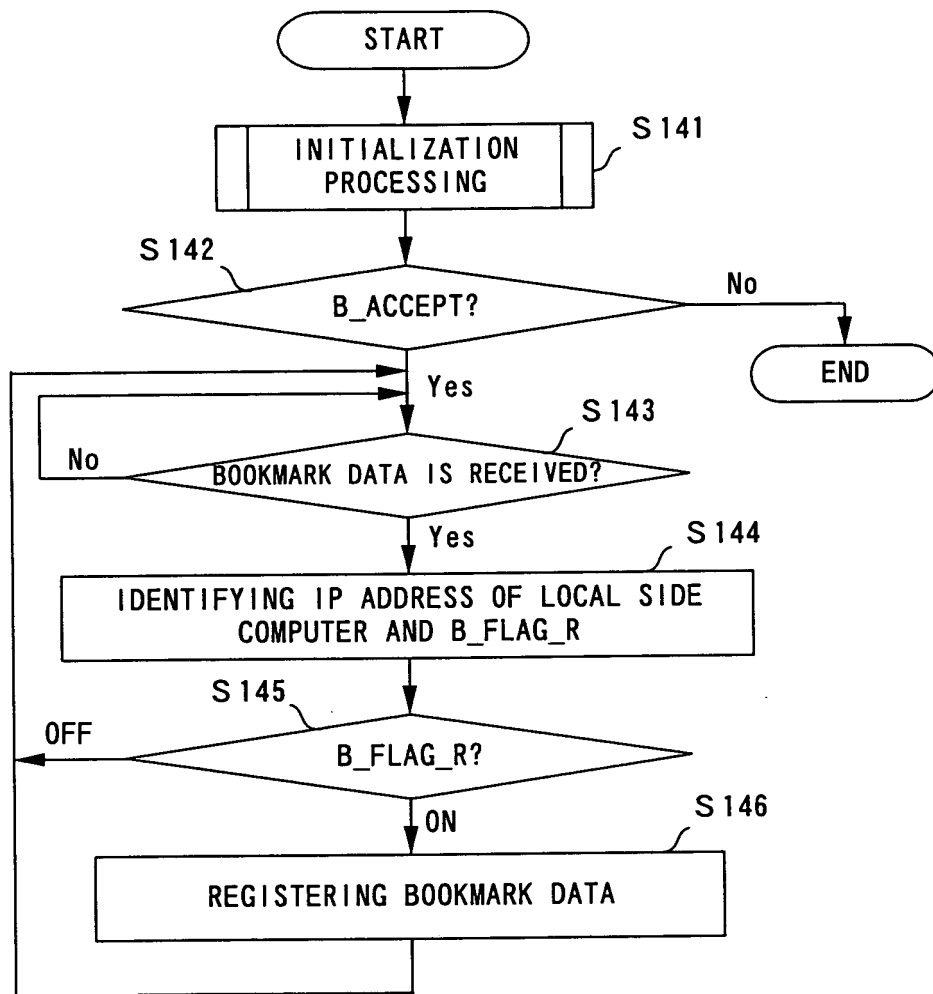 START
S141
INITIALIZATION
PROCESSING
S142
B_ACCEPT?
No
END
Yes
S143
BOOKMARK DATA IS RECEIVED?
No
Yes
S144
IDENTIFYING IP ADDRESS OF LOCAL SIDE
COMPUTER AND B_FLAG_R
S145
OFF
B_FLAG_R?
ON
S146
REGISTERING BOOKMARK DATA